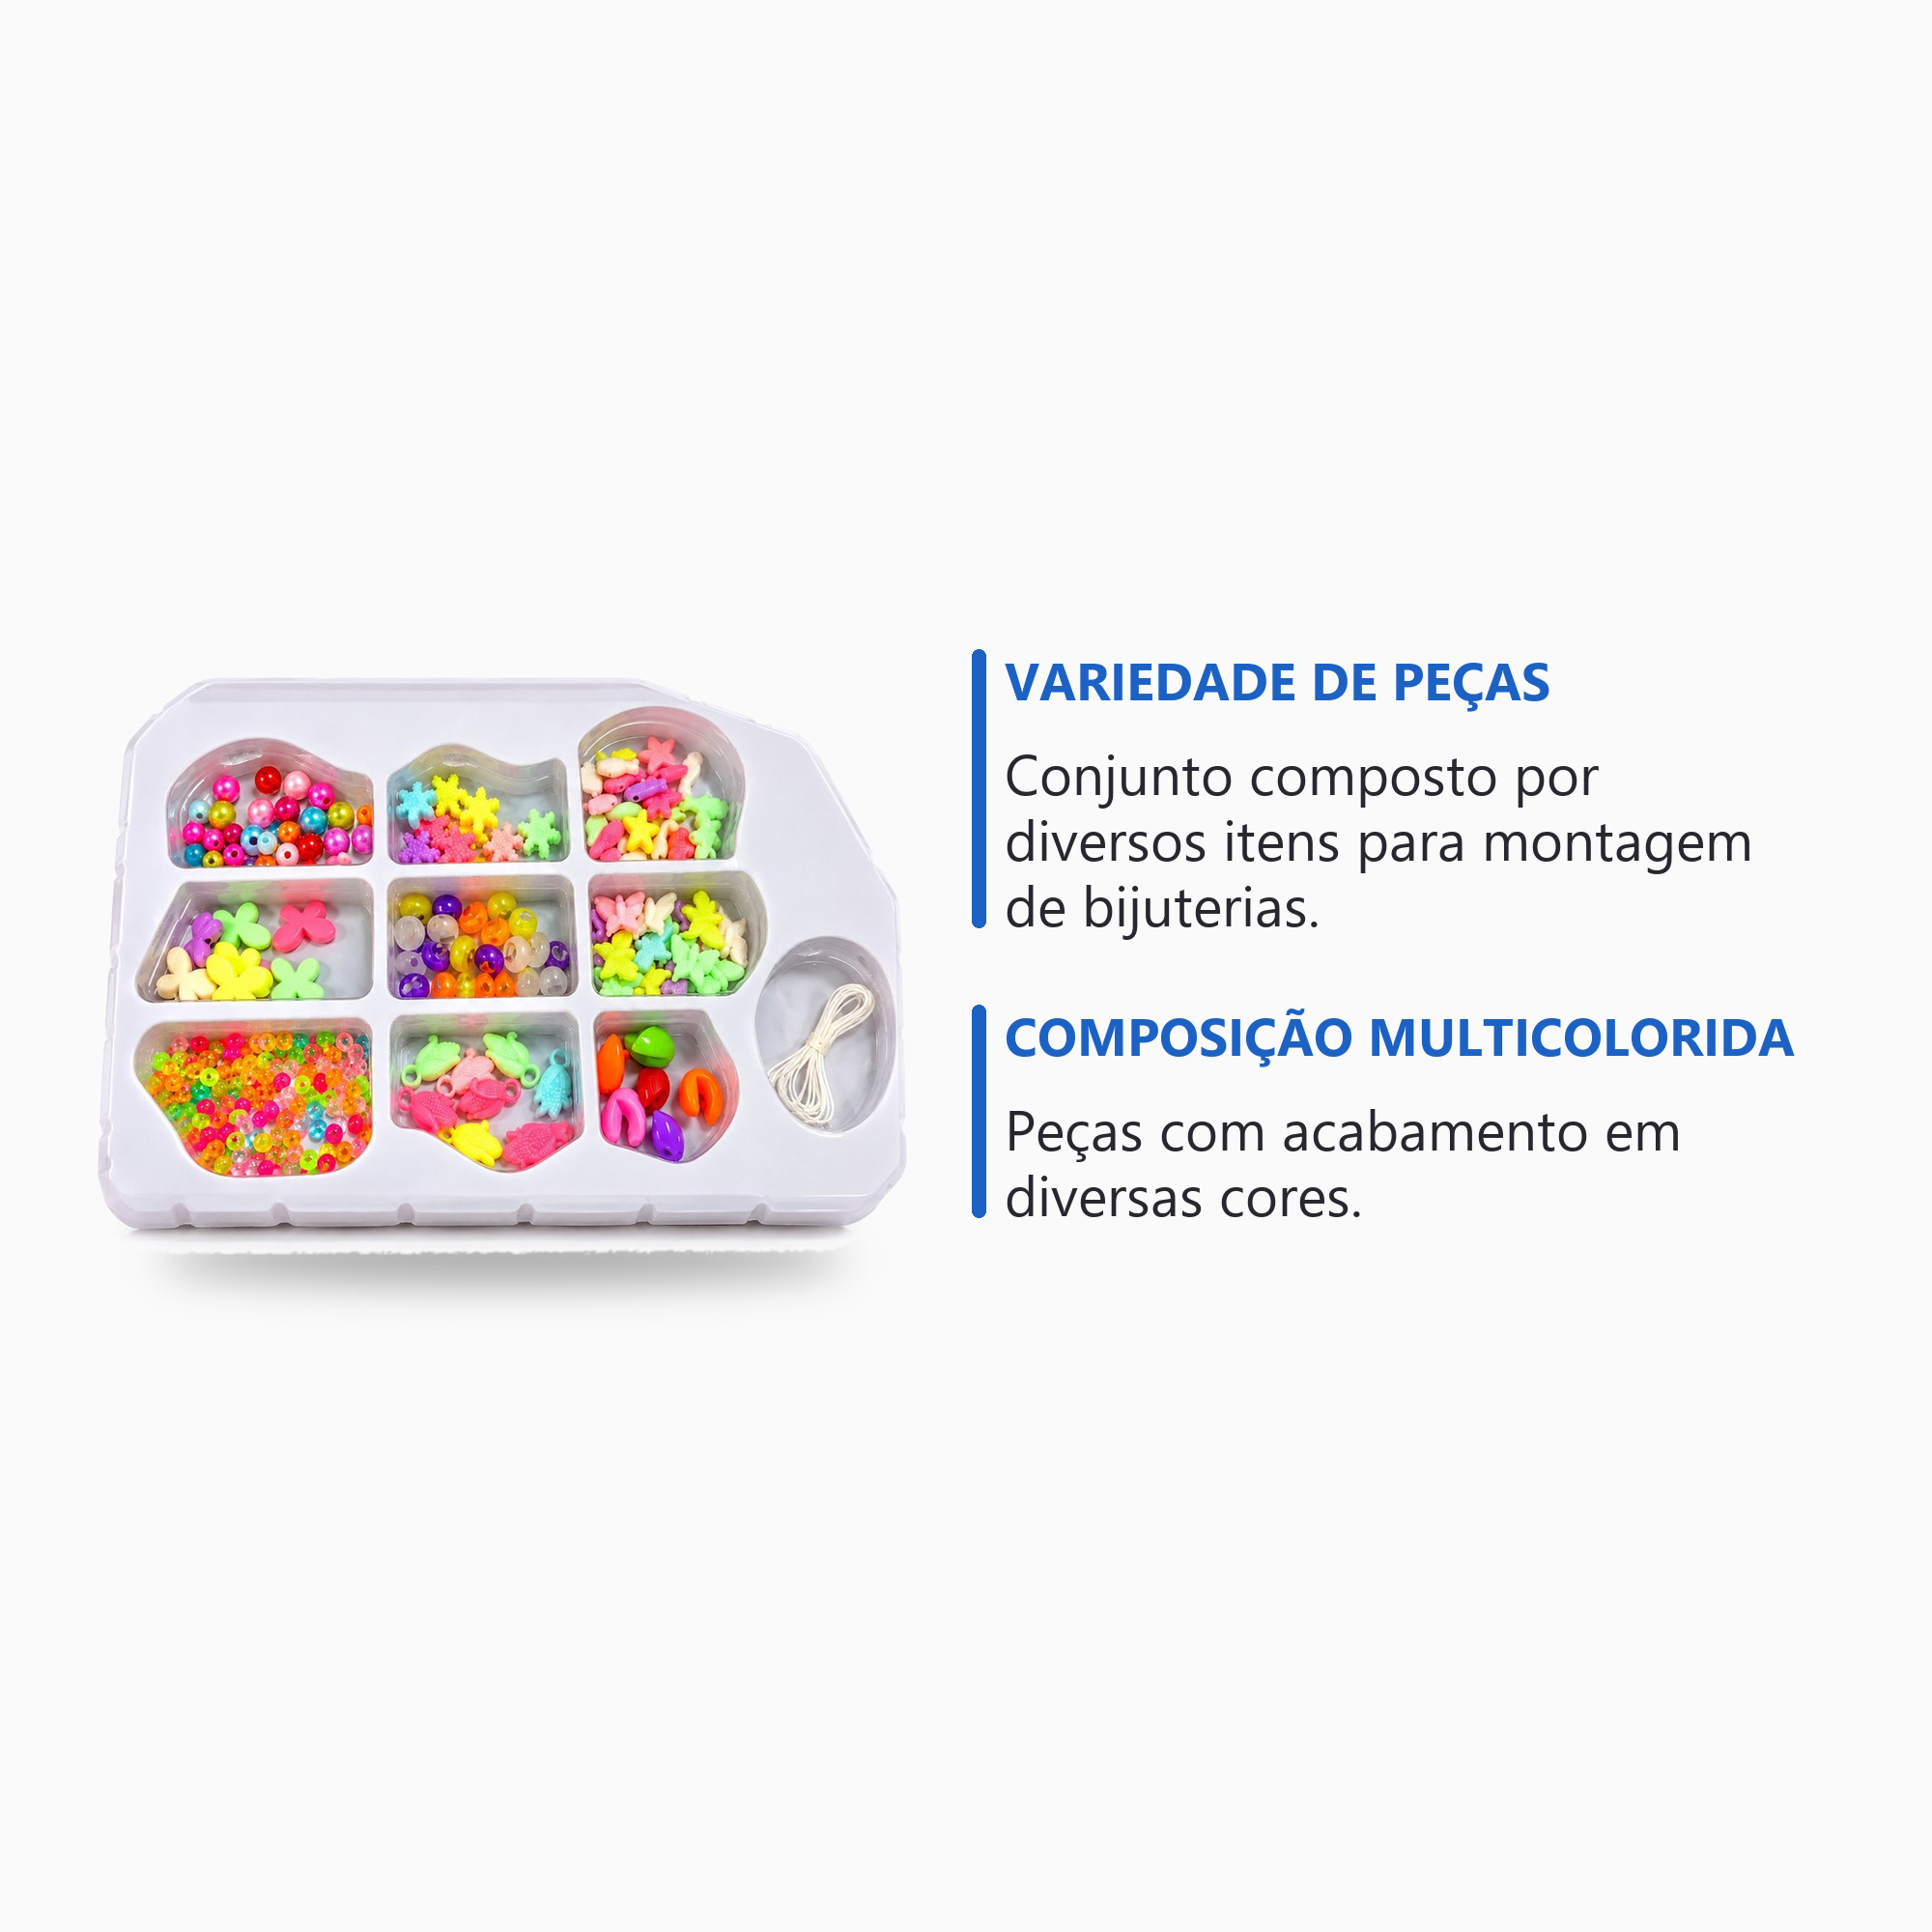 VARIEDADE DE PEÇAS
Conjunto composto por
diversos itens para montagem
de bijuterias.
COMPOSIÇÃO MULTICOLORIDA
Peças com acabamento em
diversas cores.